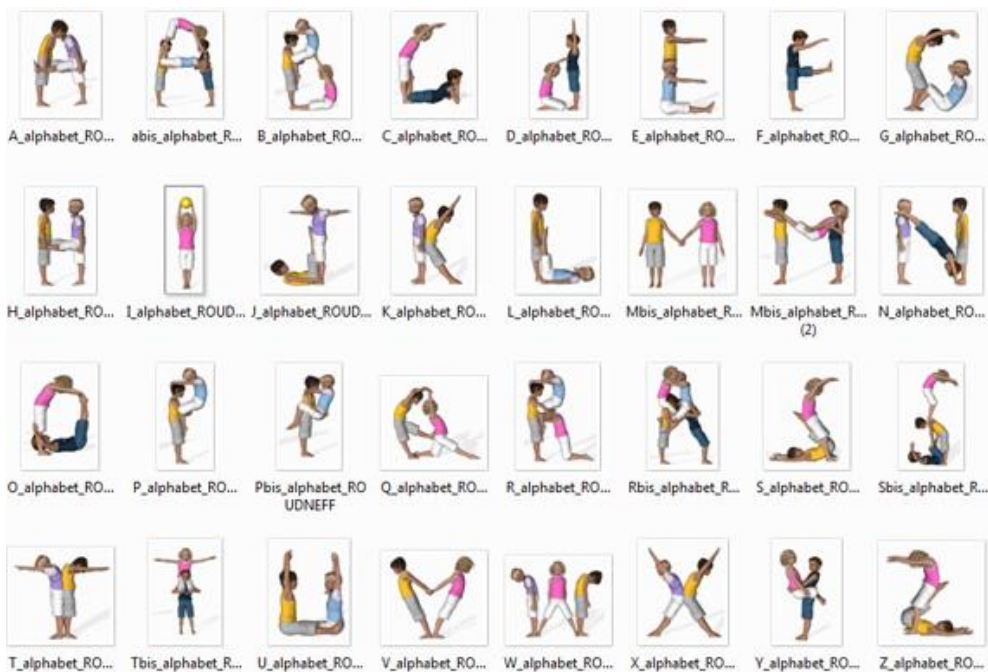 A_alphabet_RO... abis_alphabet_R... B_alphabet_RO... C_alphabet_RO... D_alphabet_RO... E_alphabet_RO... F_alphabet_RO... G_alphabet_RO...
H_alphabet_RO... I_alphabet_ROUD... J_alphabet_ROUD... K_alphabet_RO... L_alphabet_RO... Mbis_alphabet_R... Mbis_alphabet_R... N_alphabet_RO...
(2)
O_alphabet_RO... P_alphabet_RO... Pbis_alphabet_RO Q_alphabet_RO... R_alphabet_RO... Rbis_alphabet_R... S_alphabet_RO... Sbis_alphabet_R...
UDNEFF
T_alphabet_RO... Tbis_alphabet_R... U_alphabet_RO... V_alphabet_RO... W_alphabet_RO... X_alphabet_RO... Y_alphabet_RO... Z_alphabet_RO...